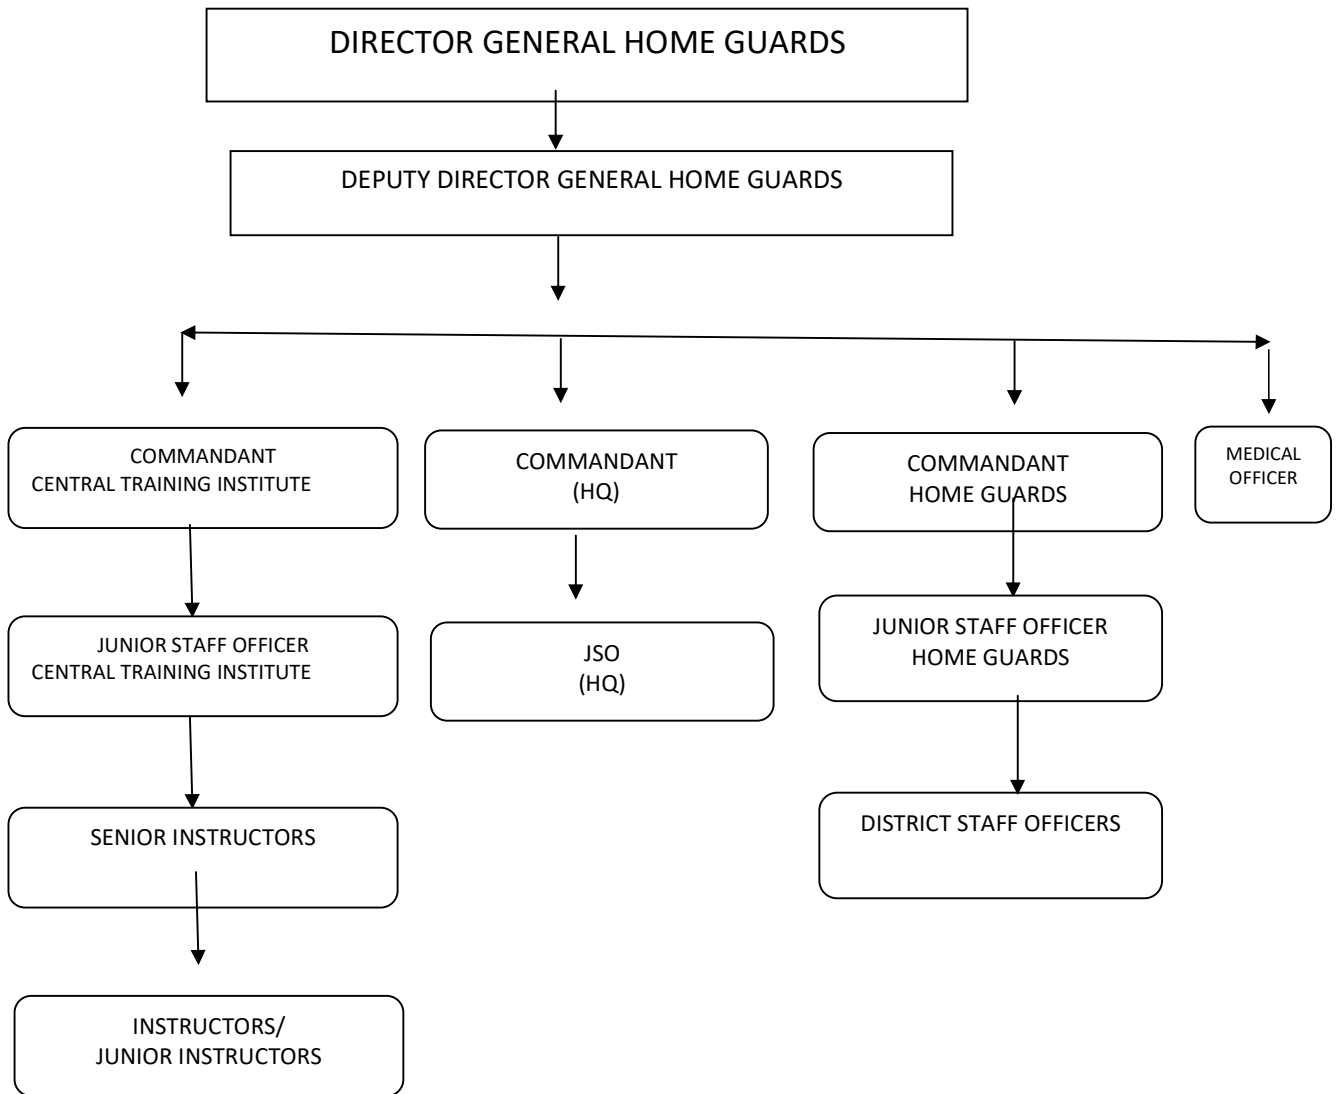 DIRECTOR GENERAL HOME GUARDS
DEPUTY DIRECTOR GENERAL HOME GUARDS
COMMANDANT
CENTRAL TRAINING INSTITUTE
COMMANDANT
(HQ)
COMMANDANT
HOME GUARDS
MEDICAL
OFFICER
JUNIOR STAFF OFFICER
CENTRAL TRAINING INSTITUTE
JSO
(HQ)
JUNIOR STAFF OFFICER
HOME GUARDS
SENIOR INSTRUCTORS
DISTRICT STAFF OFFICERS
INSTRUCTORS/
JUNIOR INSTRUCTORS